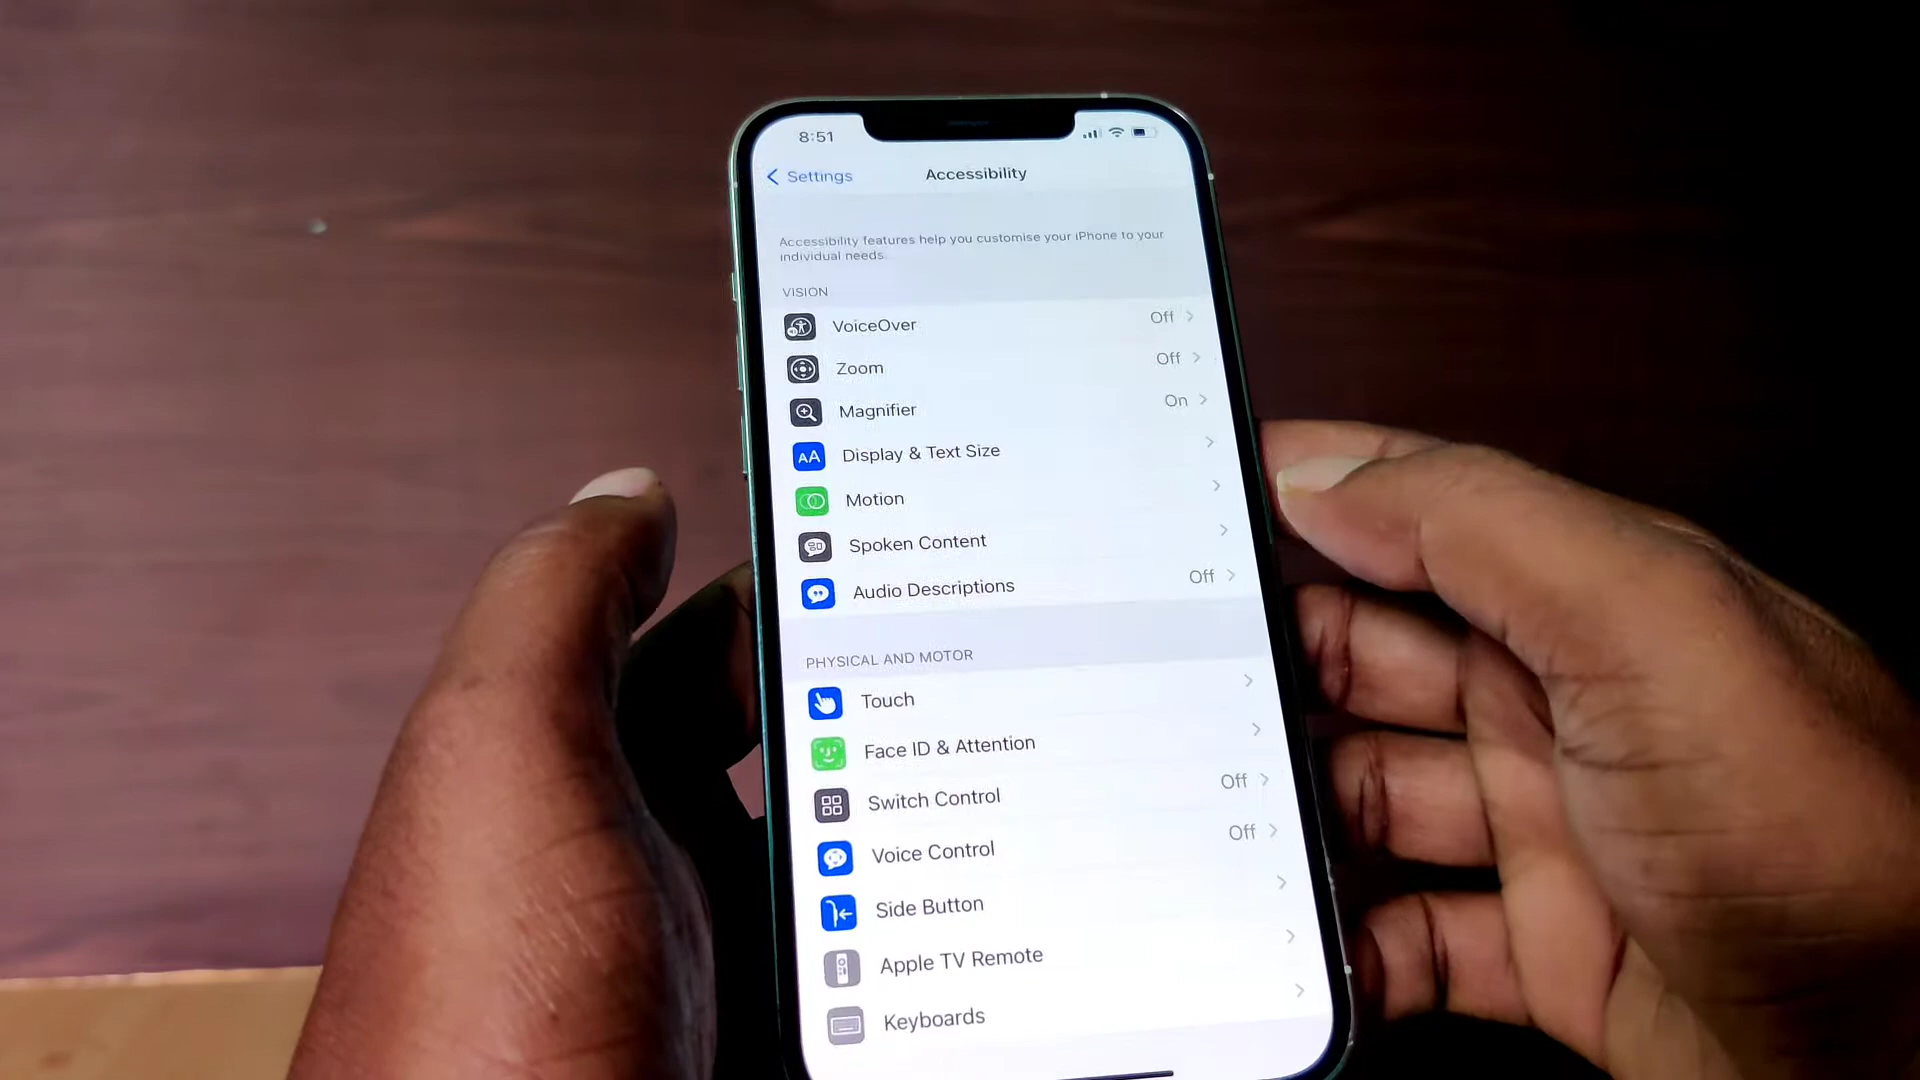 8:51
Settings
Accessibility
Accessibility features help you customise your iPhone to your
individual needs.
VISION
VoiceOver Off
Zoom Off
Magnifier On
Display & Text Size
Motion
Spoken Content
Audio Descriptions Off
PHYSICAL AND MOTOR
Touch
Face ID & Attention
Switch Control Off
Voice Control Off
Side Button
Apple TV Remote
Keyboards